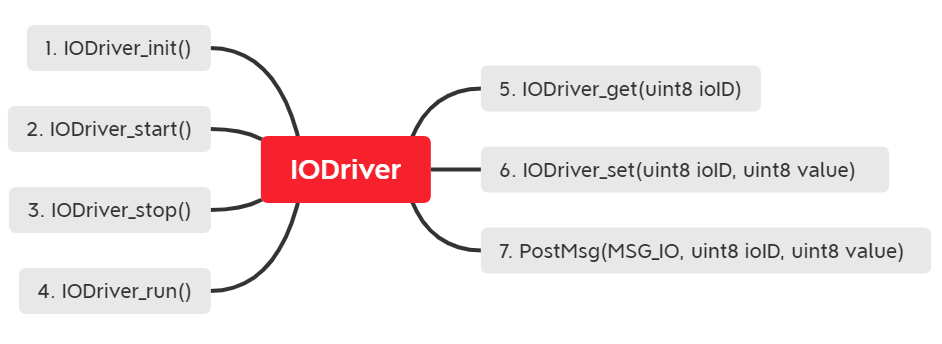 1. IODriver_init()
2. IODriver_start()
3. IODriver_stop()
4. IODriver_run()
IODriver
5. IODriver_get(uint8 ioID)
6. IODriver_set(uint8 ioID, uint8 value)
7. PostMsg(MSG_IO, uint8 ioID, uint8 value)